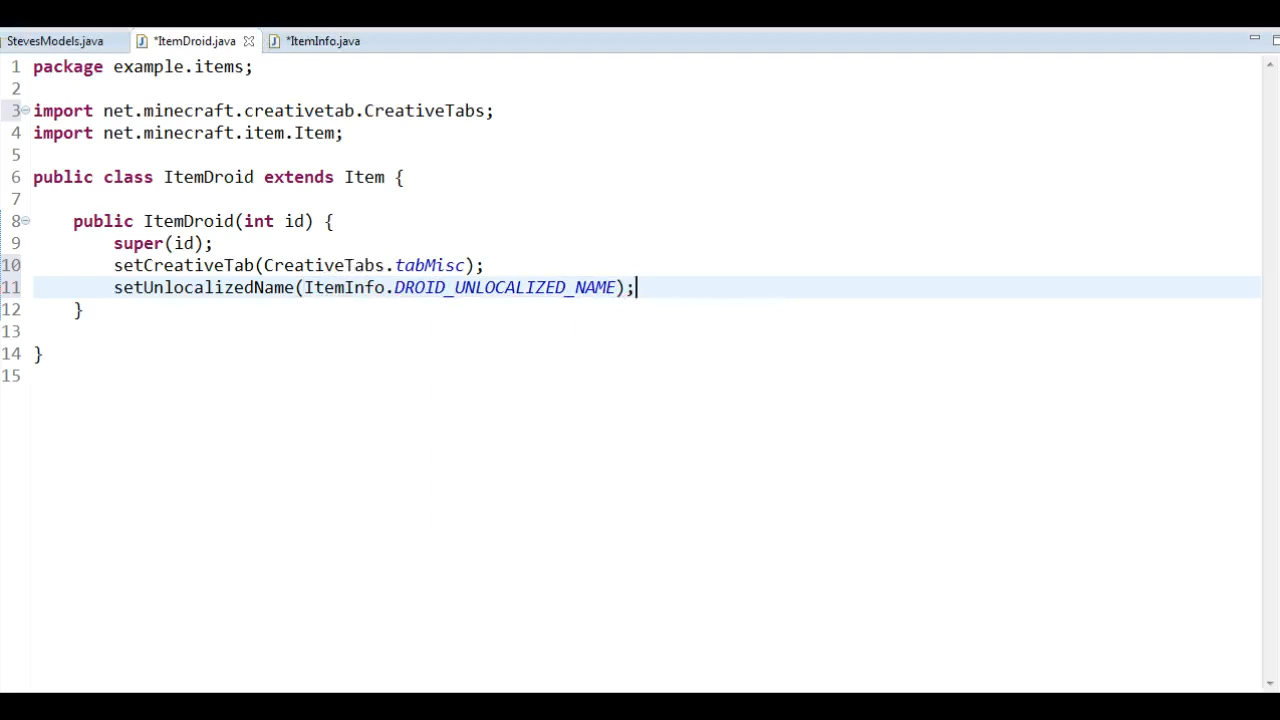 StevesModels.java *ItemDroid.java *ItemInfo.java
1 package example.items;
2
3 import net.minecraft.creativetab.CreativeTabs;
4 import net.minecraft.item.Item;
5
6 public class ItemDroid extends Item {
7
8 public ItemDroid(int id) {
9 super(id);
10 setCreativeTab(CreativeTabs.tabMisc);
11 setUnlocalizedName(ItemInfo.DROID_UNLOCALIZED_NAME);
12 }
13
14 }
15